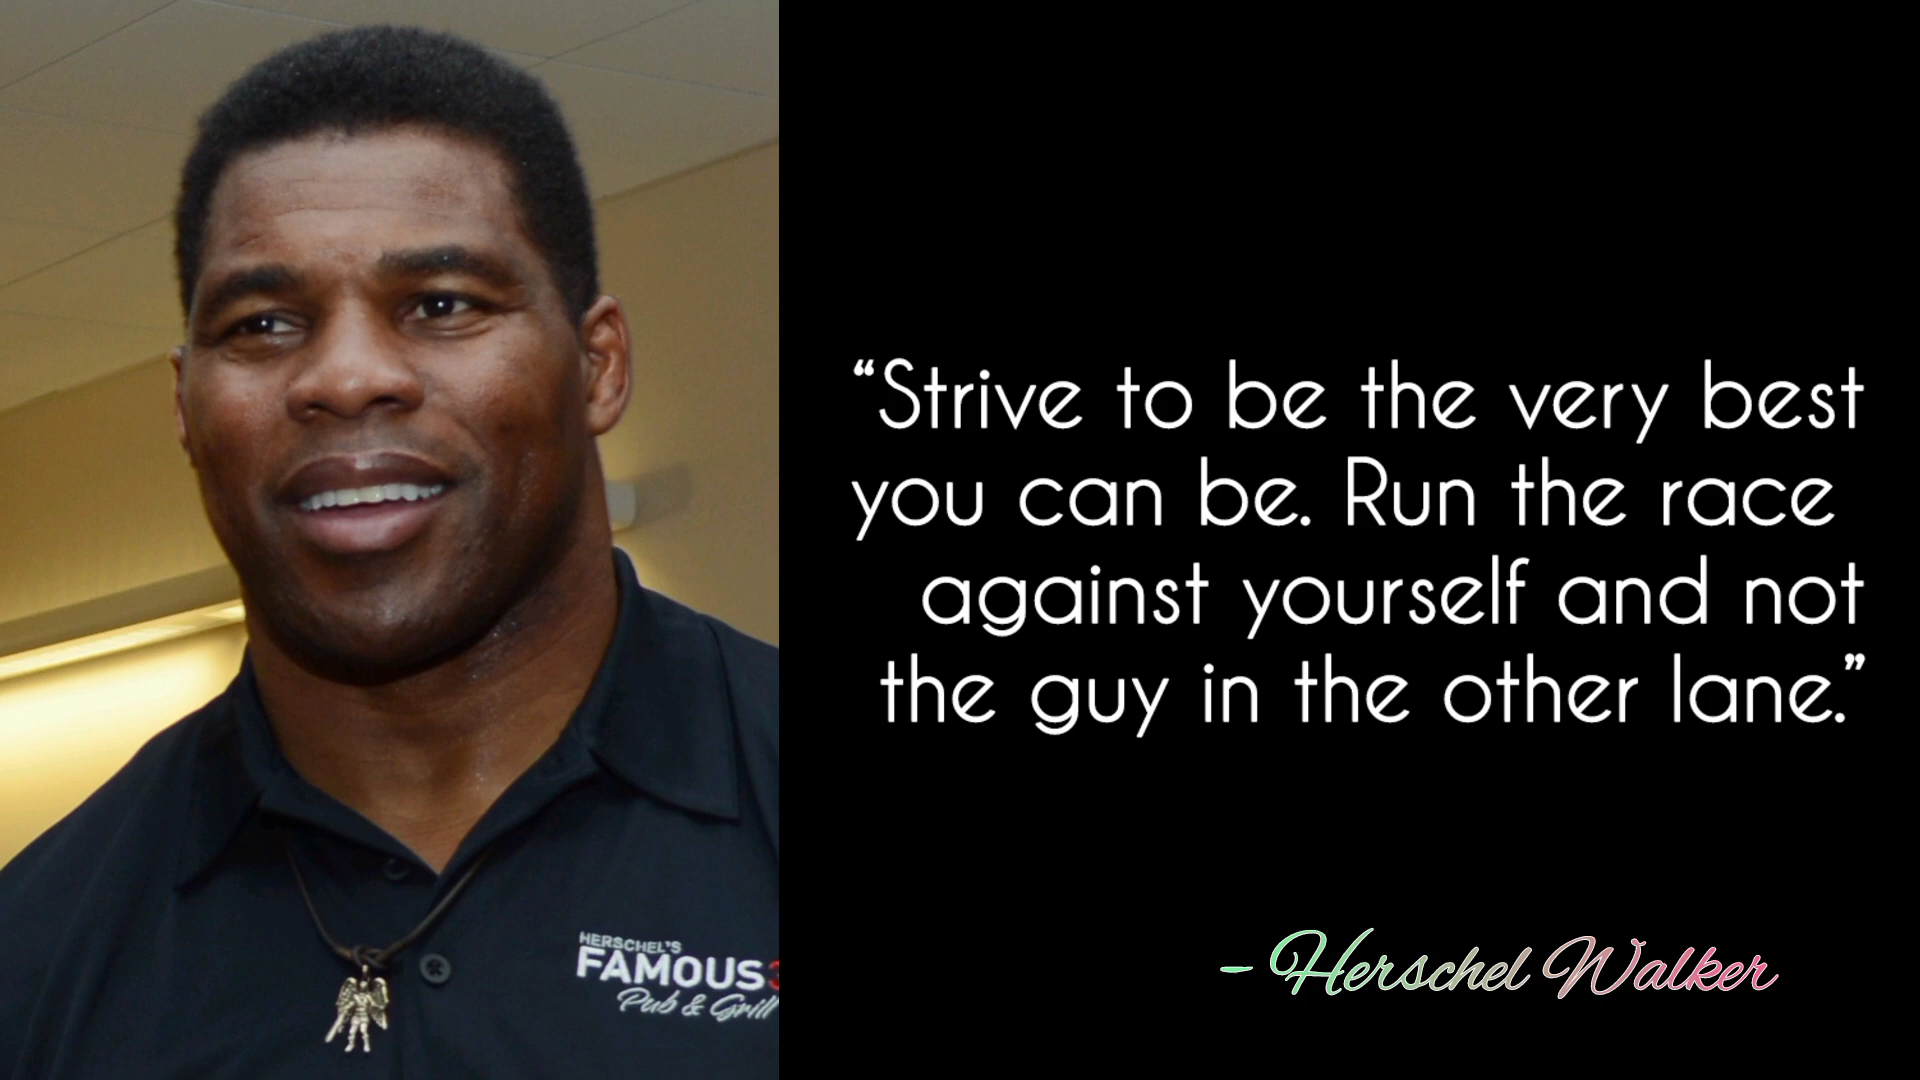 “Strive to be the very best
you can be. Run the race
against yourself and not
the guy in the other lane.”
– Herschel Walker
HERSCHEL'S
FAMOUS 3
Pub & Grill